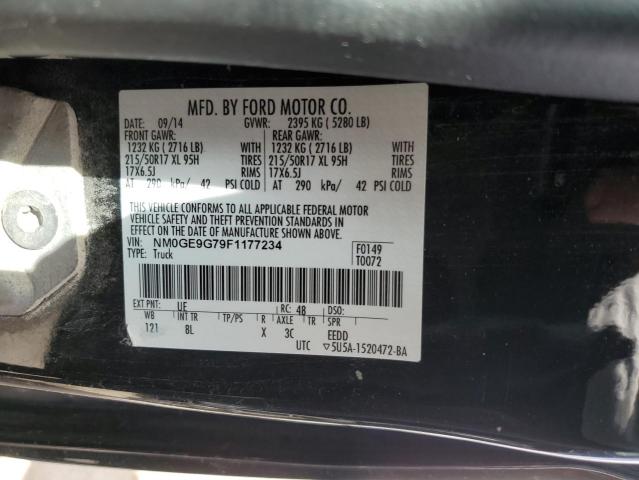 MFD. BY FORD MOTOR CO.
DATE: 09/14 GVWR: 2395 KG ( 5280 LB)
FRONT GAWR: REAR GAWR:
1232 KG ( 2716 LB) WITH 1232 KG ( 2716 LB) WITH
215/50R17 XL 95H TIRES 215/50R17 XL 95H TIRES
17X6.5J RIMS 17X6.5J RIMS
AT 290 kPa/ 42 PSI COLD AT 290 kPa/ 42 PSI COLD
THIS VEHICLE CONFORMS TO ALL APPLICABLE FEDERAL MOTOR
VEHICLE SAFETY AND THEFT PREVENTION STANDARDS IN
EFFECT ON THE DATE OF MANUFACTURE SHOWN ABOVE.
VIN: NM0GE9G79F1177234 F0149
TYPE: Truck T0072
EXT PNT: UE RC: 48 DSO:
WB INT TR TP/PS R AXLE TR SPR
121 8L X 3C EEDD
UTC ▽5U5A-1520472-BA